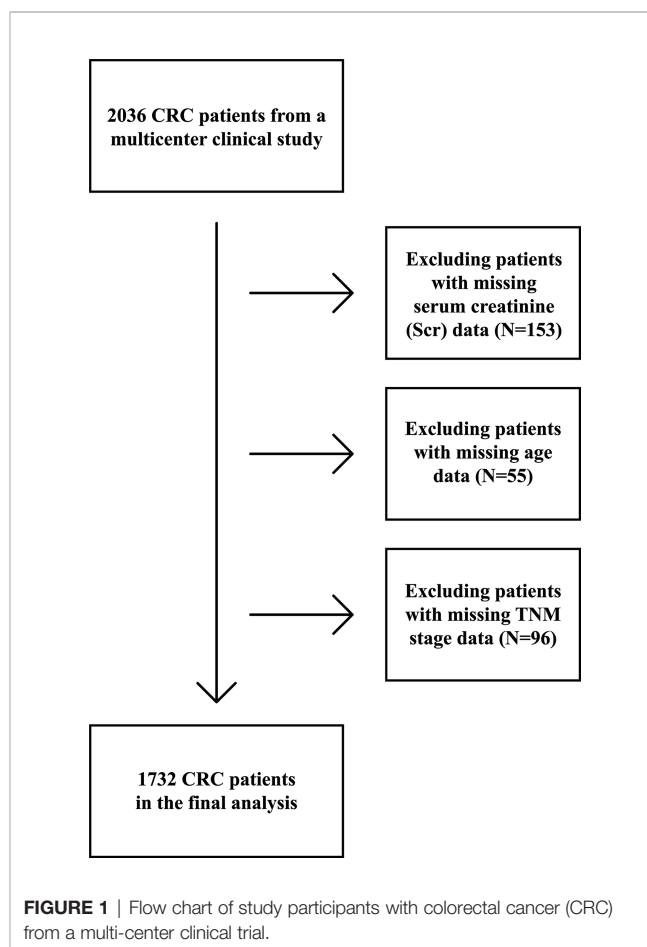 2036 CRC patients from a
multicenter clinical study
Excluding patients
with missing
serum creatinine
(Scr) data (N=153)
Excluding patients
with missing age
data (N=55)
Excluding patients
with missing TNM
stage data (N=96)
1732 CRC patients
in the final analysis
FIGURE 1 | Flow chart of study participants with colorectal cancer (CRC)
from a multi-center clinical trial.